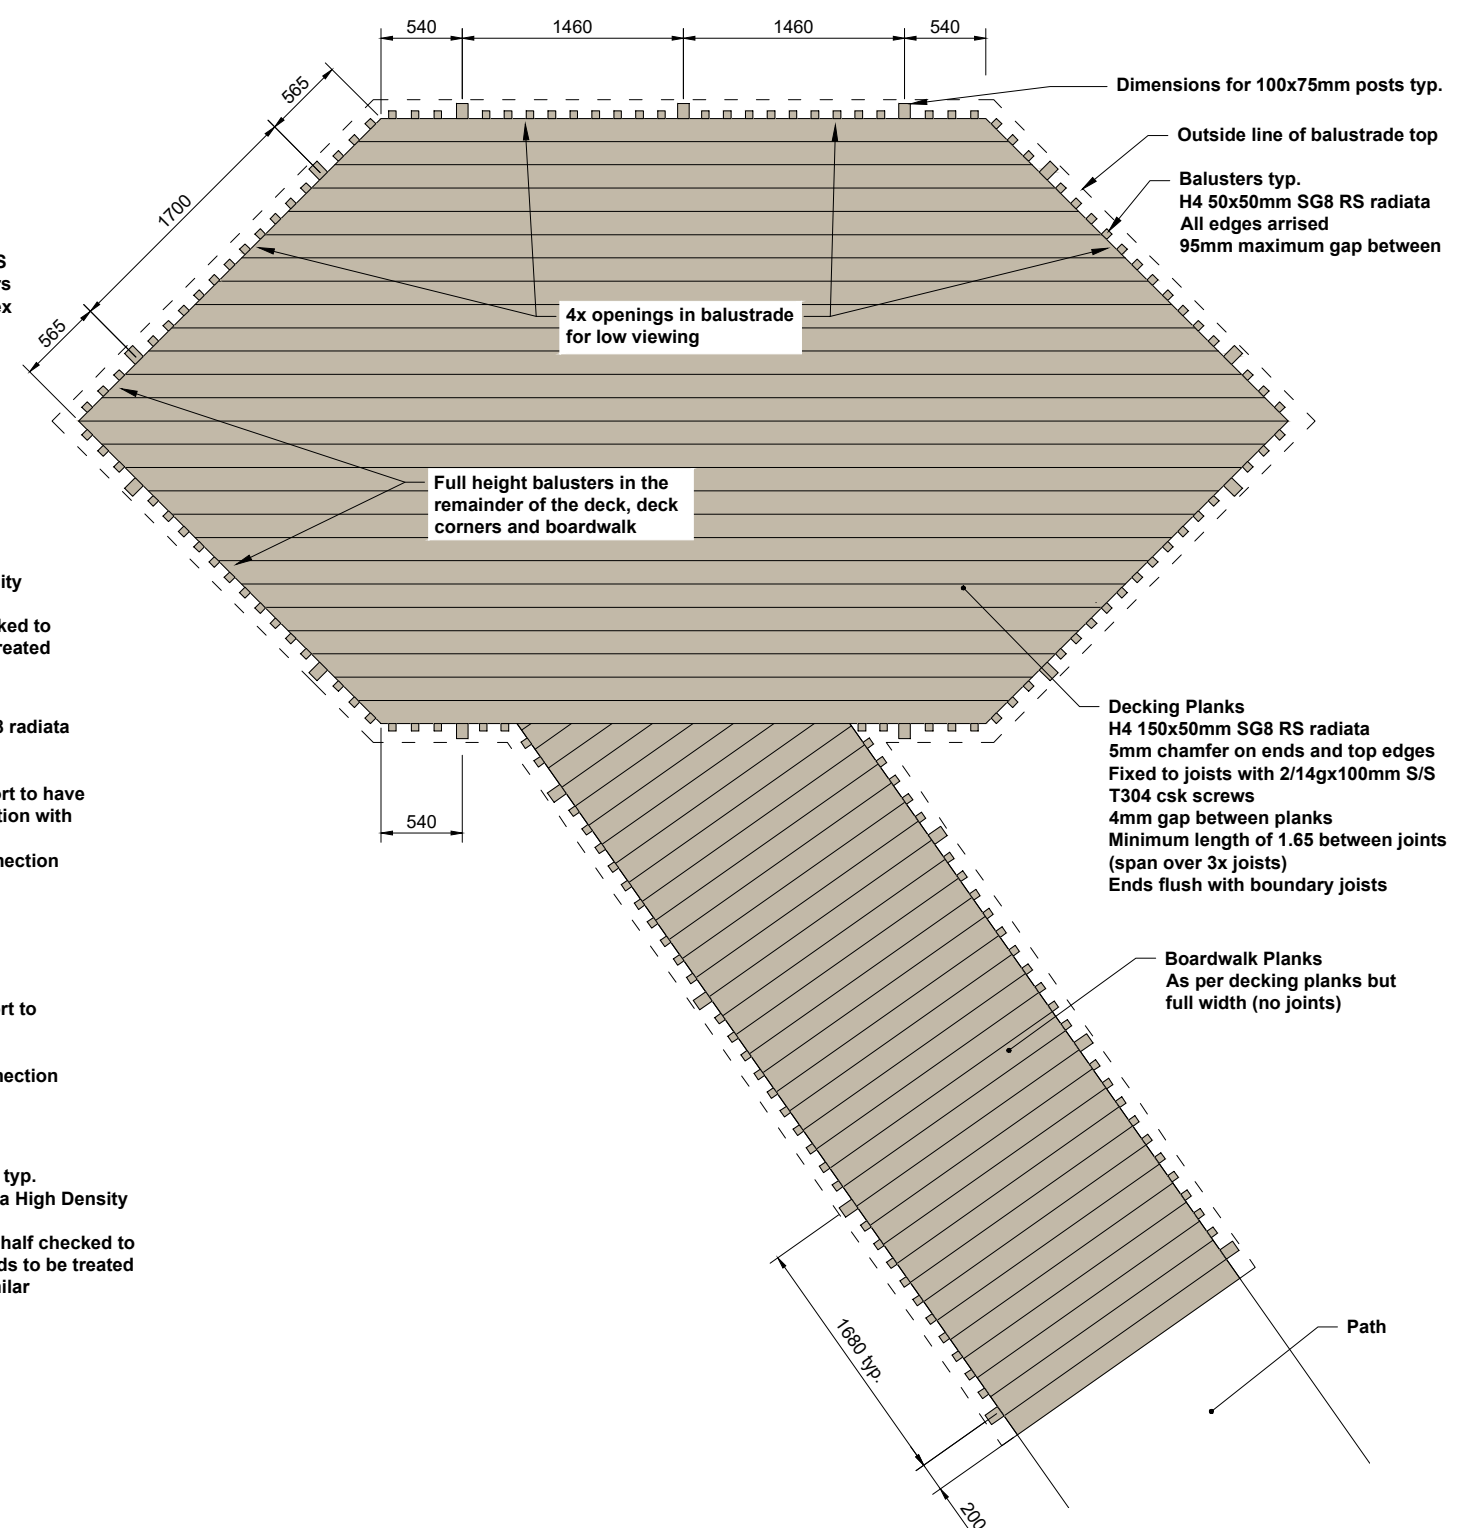 540
1460
1460
540
565
1700
565
Dimensions for 100x75mm posts typ.
Outside line of balustrade top
Balusters typ.
H4 50x50mm SG8 RS radiata
All edges arrised
95mm maximum gap between
4x openings in balustrade
for low viewing
Full height balusters in the
remainder of the deck, deck
corners and boardwalk
S
rs
ex
ity
ked to
reated
radiata
rt to have
tion with
nection
540
Decking Planks
H4 150x50mm SG8 RS radiata
5mm chamfer on ends and top edges
Fixed to joists with 2/14gx100mm S/S
T304 csk screws
4mm gap between planks
Minimum length of 1.65 between joints
(span over 3x joists)
Ends flush with boundary joists
Boardwalk Planks
As per decking planks but
full width (no joints)
rt to
nection
typ.
a High Density
half checked to
ds to be treated
nilar
1680 typ.
200
Path